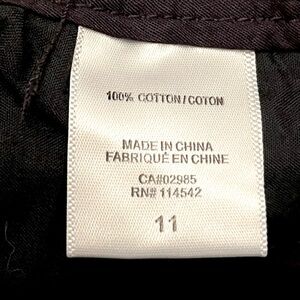 100% COTTON/COTON
MADE IN CHINA
FABRIQUÉ EN CHINE
CA#02985
RN# 114542
11